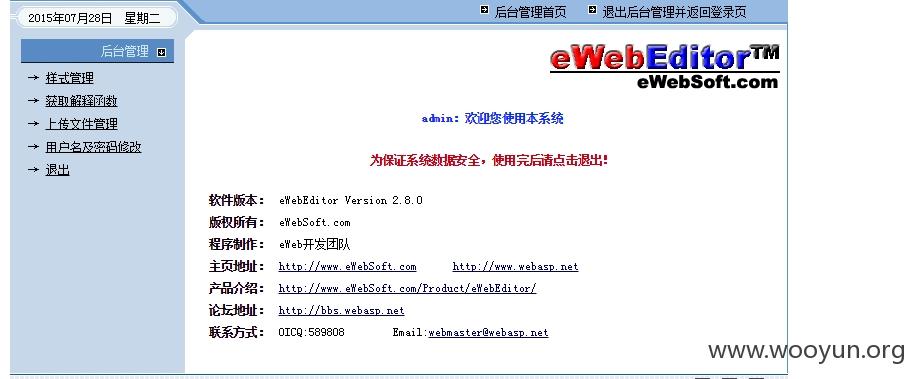 2015年07月28日 星期二
后台管理首页 退出后台管理并返回登录页
后台管理
→ 样式管理
→ 获取解释函数
→ 上传文件管理
→ 用户名及密码修改
→ 退出
eWebEditor™
eWebSoft.com
admin: 欢迎您使用本系统
为保证系统数据安全，使用完后请点击退出！
软件版本： eWebEditor Version 2.8.0
版权所有： eWebSoft.com
程序制作： eWeb开发团队
主页地址： http://www.eWebSoft.com http://www.webasp.net
产品介绍： http://www.eWebSoft.com/Product/eWebEditor/
论坛地址： http://bbs.webasp.net
联系方式： OICQ:589808 Email:webmaster@webasp.net
www.wooyun.org